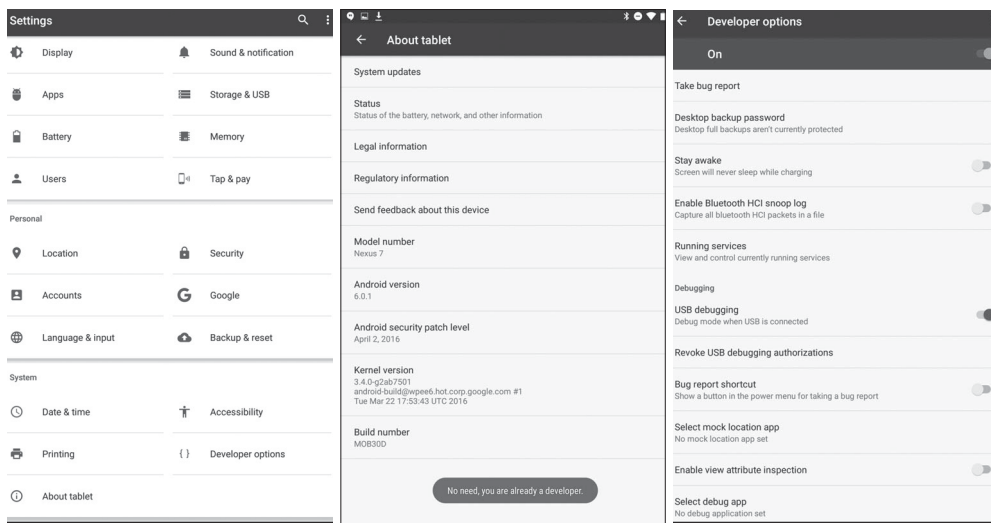 Settings
Display
Sound & notification
Apps
Storage & USB
Battery
Memory
Users
Tap & pay
Personal
Location
Security
Accounts
Google
Language & input
Backup & reset
System
Date & time
Accessibility
Printing
{ }
Developer options
About tablet
About tablet
System updates
Status
Status of the battery, network, and other information
Legal information
Regulatory information
Send feedback about this device
Model number
Nexus 7
Android version
6.0.1
Android security patch level
April 2, 2016
Kernel version
3.4.0-g2ab7501
android-build@wpee6.hot.corp.google.com #1
Tue Mar 22 17:53:43 UTC 2016
Build number
MOB30D
No need, you are already a developer.
Developer options
On
Take bug report
Desktop backup password
Desktop full backups aren't currently protected
Stay awake
Screen will never sleep while charging
Enable Bluetooth HCI snoop log
Capture all bluetooth HCI packets in a file
Running services
View and control currently running services
Debugging
USB debugging
Debug mode when USB is connected
Revoke USB debugging authorizations
Bug report shortcut
Show a button in the power menu for taking a bug report
Select mock location app
No mock location app set
Enable view attribute inspection
Select debug app
No debug application set